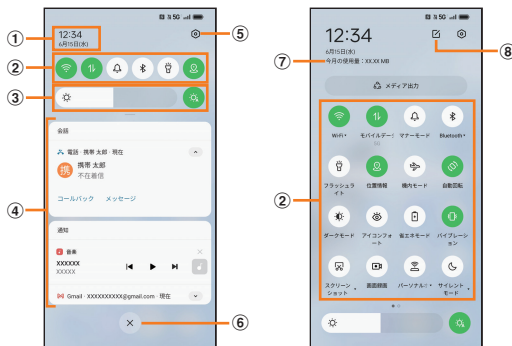 5G
12:34
6月15日(水)
① ② ③ ④ ⑤ ⑥
会話
電話・携帯 太郎・現在
携
携帯 太郎
不在着信
コールバック メッセージ
通知
音楽
XXXXXX
XXXXX
Gmail・XXXXXXXXXX@gmail.com・現在
5G
12:34
6月15日(水)
今月の使用量：XX.XX MB
⑦ ⑧ ②
メディア出力
Wi-Fi モバイルデー マナーモード Bluetooth
フラッシュライト 位置情報 機内モード 自動回転
ダークモード アイコンフォート 省エネモード バイブレーション
スクリーンショット 画面録画 パーソナル サイレントモード